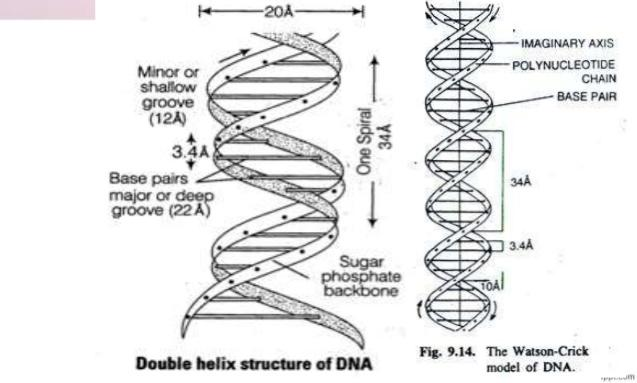 20Å
Minor or
shallow
groove
(12Å)
3.4Å
Base pairs
major or deep
groove (22Å)
One Spiral
34Å
Sugar
phosphate
backbone
Double helix structure of DNA
IMAGINARY AXIS
POLYNUCLEOTIDE
CHAIN
BASE PAIR
34Å
3.4Å
10Å
Fig. 9.14. The Watson-Crick
model of DNA.